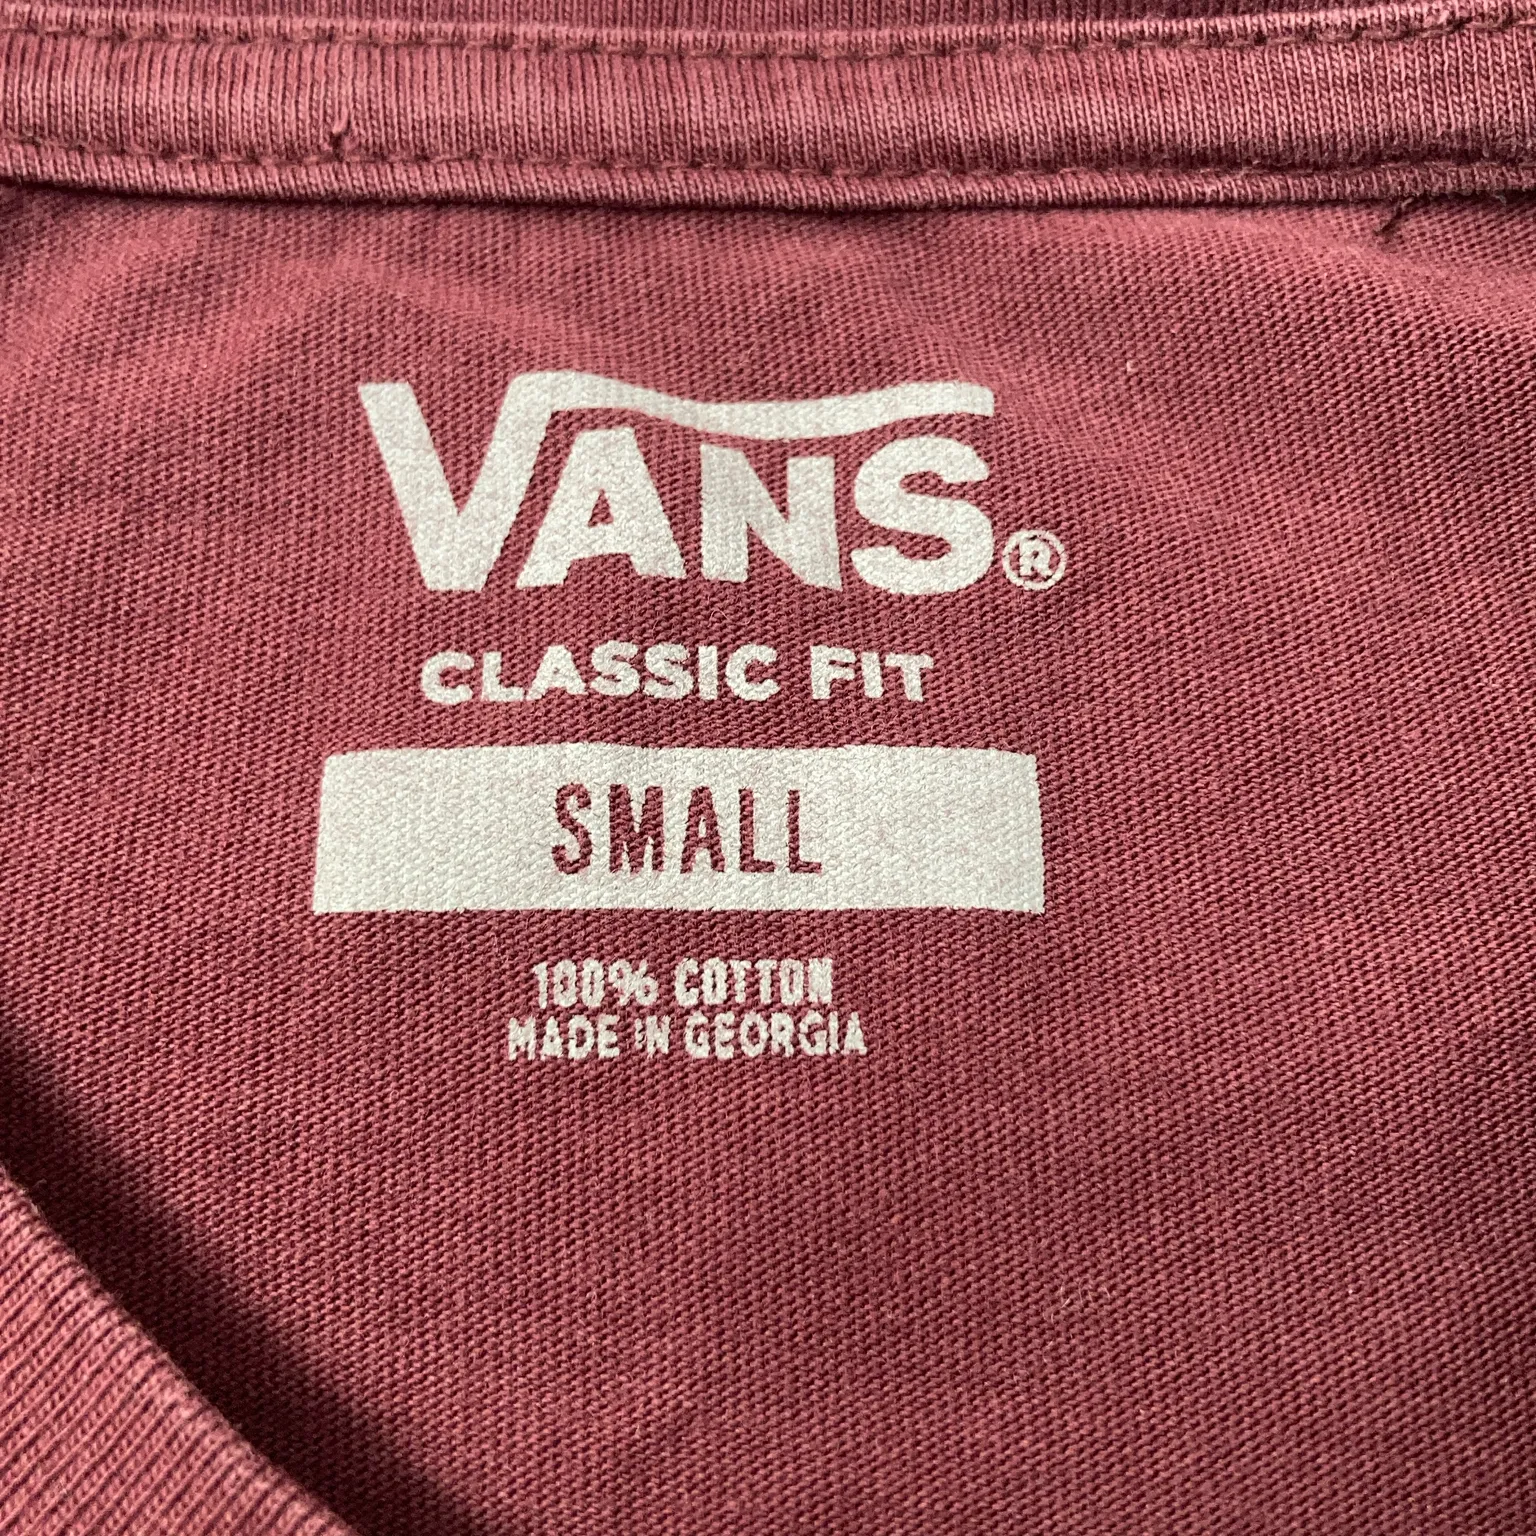 VANS®
CLASSIC FIT
SMALL
100% COTTON
MADE IN GEORGIA